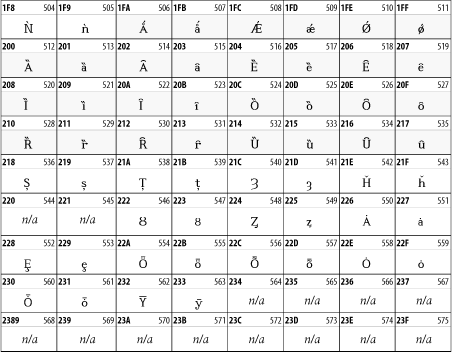 1F8 504 1F9 505 1FA 506 1FB 507 1FC 508 1FD 509 1FE 510 1FF 511
Ǹ ǹ Ǻ ǻ Ǽ ǽ Ǿ ǿ
200 512 201 513 202 514 203 515 204 516 205 517 206 518 207 519
Ȁ ȁ Ȃ ȃ Ȅ ȅ Ȇ ȇ
208 520 209 521 20A 522 20B 523 20C 524 20D 525 20E 526 20F 527
Ȉ ȉ Ȋ ȋ Ȍ ȍ Ȏ ȏ
210 528 211 529 212 530 213 531 214 532 215 533 216 534 217 535
Ȑ ȑ Ȓ ȓ Ȕ ȕ Ȗ ȗ
218 536 219 537 21A 538 21B 539 21C 540 21D 541 21E 542 21F 543
Ș ș Ț ț Ȝ ȝ Ȟ ȟ
220 544 221 545 222 546 223 547 224 548 225 549 226 550 227 551
n/a n/a Ȣ ȣ Ȥ ȥ Ȧ ȧ
228 552 229 553 22A 554 22B 555 22C 556 22D 557 22E 558 22F 559
Ȩ ȩ Ȫ ȫ Ȭ ȭ Ȯ ȯ
230 560 231 561 232 562 233 563 234 564 235 565 236 566 237 567
Ȱ ȱ Ȳ ȳ n/a n/a n/a n/a
2389 568 239 569 23A 570 23B 571 23C 572 23D 573 23E 574 23F 575
n/a n/a n/a n/a n/a n/a n/a n/a